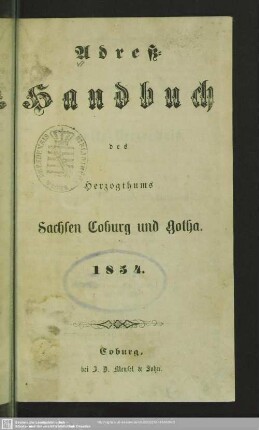 Adreß-
Handbuch
des
Herzogthums
Sachsen Coburg und Gotha.
1854.
Coburg,
bei J. D. Meusel & Sohn.